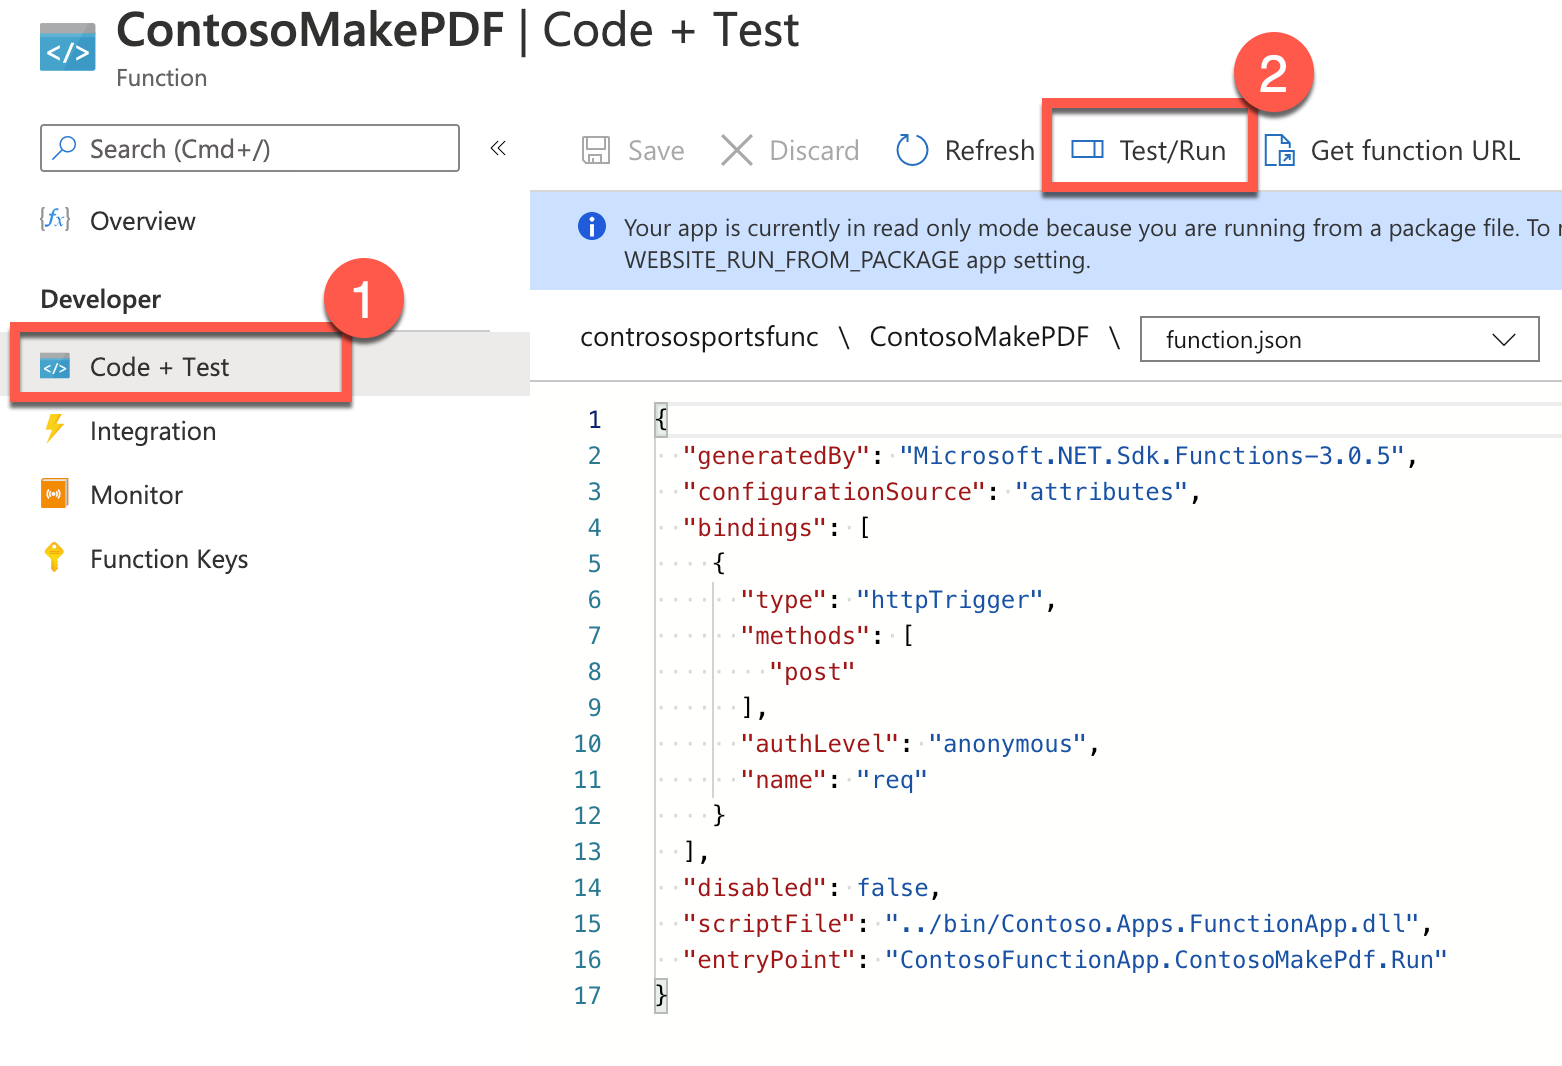 ContosoMakePDF | Code + Test
Function
2
Search (Cmd+/)
«
Save
Discard
Refresh
Test/Run
Get function URL
Overview
Your app is currently in read only mode because you are running from a package file. To
WEBSITE_RUN_FROM_PACKAGE app setting.
Developer
1
Code + Test
Integration
Monitor
Function Keys
contrososportsfunc \ ContosoMakePDF \ function.json
1 {
2 "generatedBy": "Microsoft.NET.Sdk.Functions-3.0.5",
3 "configurationSource": "attributes",
4 "bindings": [
5 {
6 "type": "httpTrigger",
7 "methods": [
8 "post"
9 ],
10 "authLevel": "anonymous",
11 "name": "req"
12 }
13 ],
14 "disabled": false,
15 "scriptFile": "../bin/Contoso.Apps.FunctionApp.dll",
16 "entryPoint": "ContosoFunctionApp.ContosoMakePdf.Run"
17 }